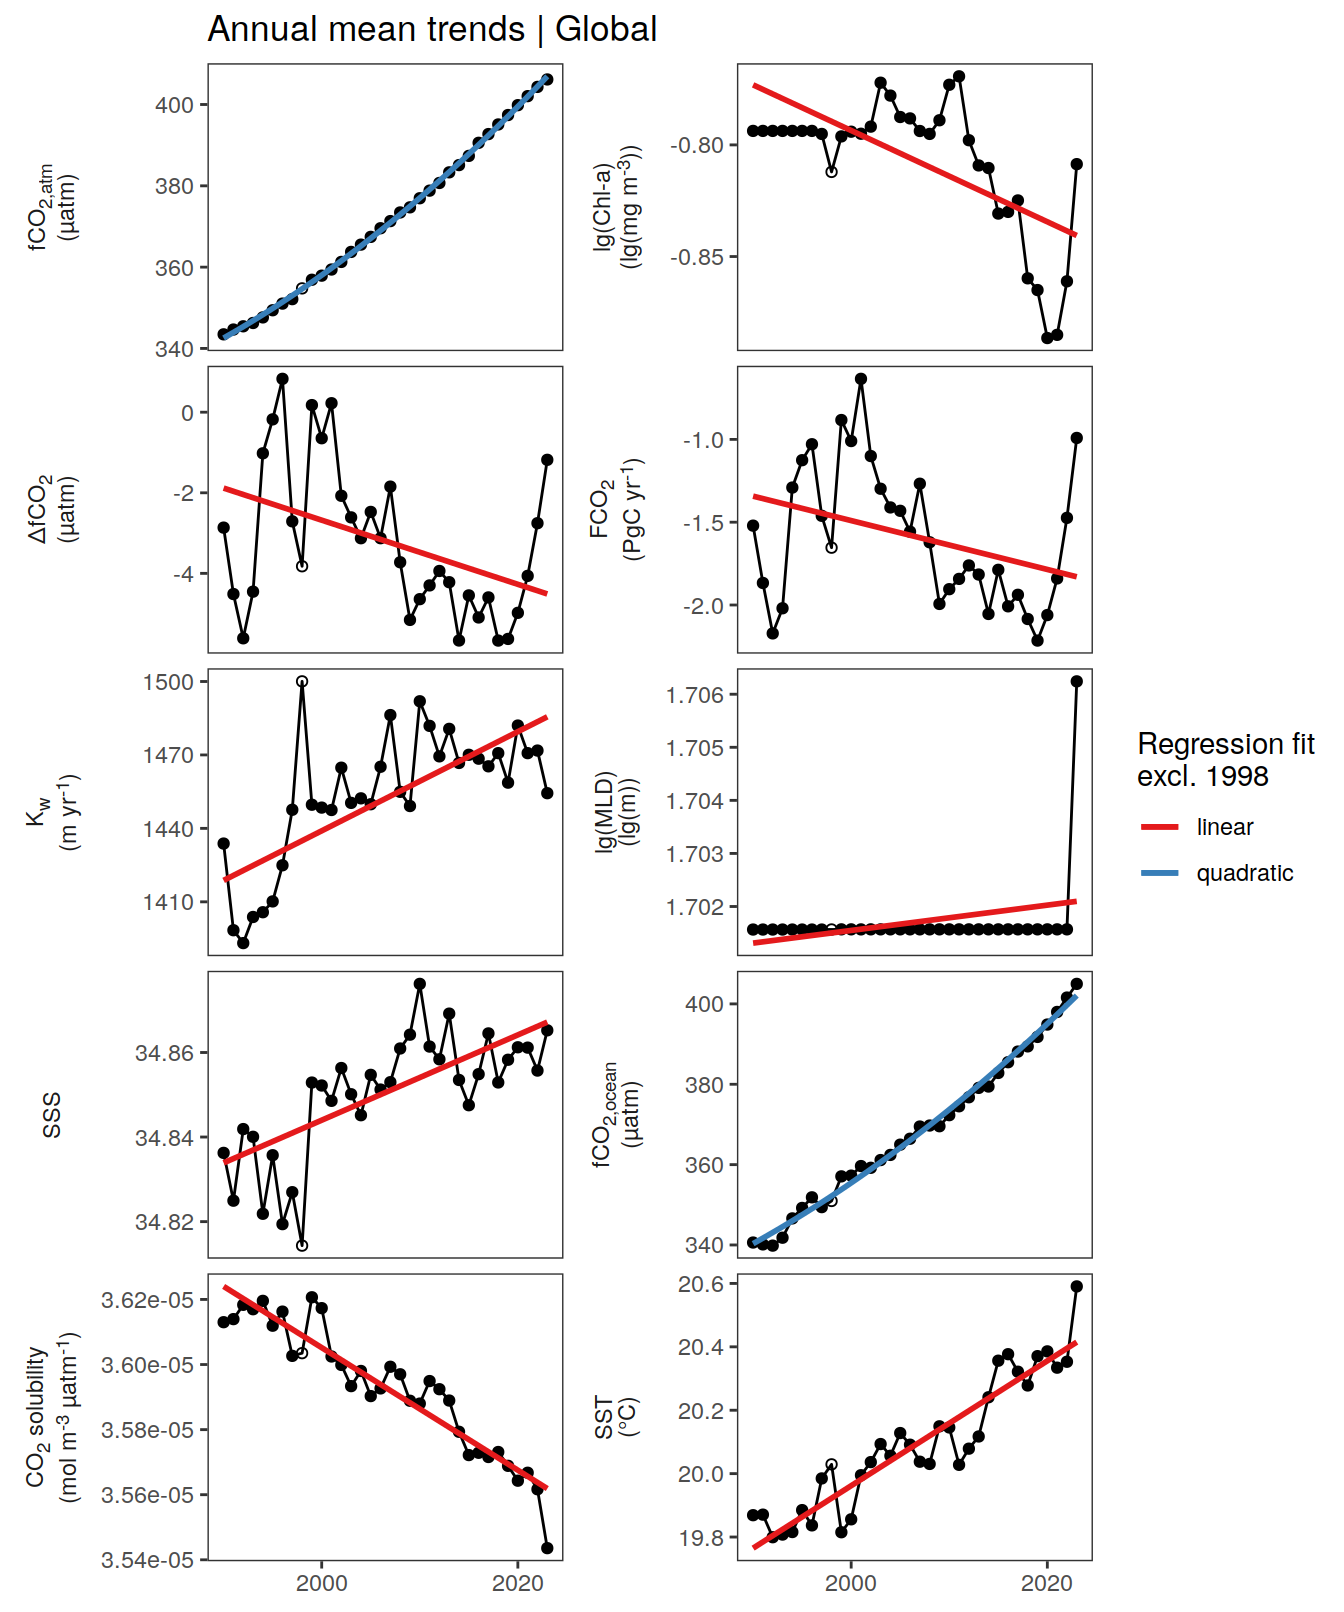 Annual mean trends | Global
fCO2,atm
(µatm)
400
380
360
340
lg(Chl-a)
(lg(mg m-3))
-0.80
-0.85
ΔfCO2
(µatm)
0
-2
-4
FCO2
(PgC yr-1)
-1.0
-1.5
-2.0
Kw
(m yr-1)
1500
1470
1440
1410
lg(MLD)
(lg(m))
1.706
1.705
1.704
1.703
1.702
SSS
34.86
34.84
34.82
fCO2,ocean
(µatm)
400
380
360
340
CO2 solubility
(mol m-3 µatm-1)
3.62e-05
3.60e-05
3.58e-05
3.56e-05
3.54e-05
SST
(°C)
20.6
20.4
20.2
20.0
19.8
2000 2020
2000 2020
Regression fit
excl. 1998
linear
quadratic